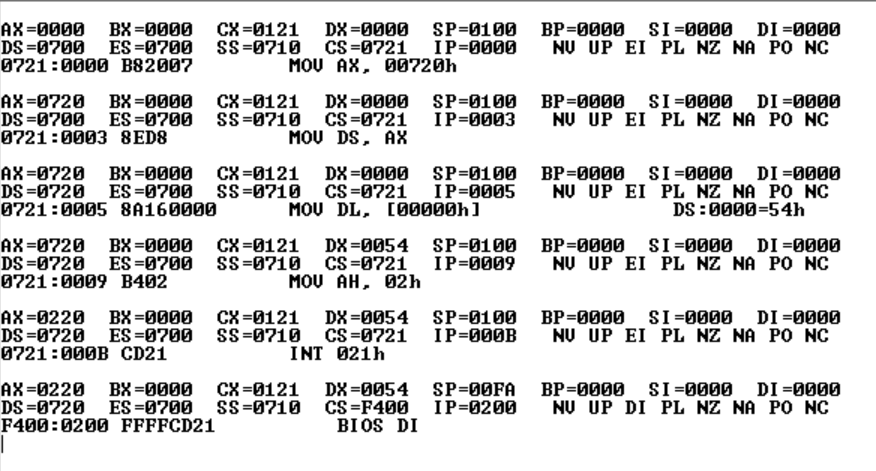 AX=0000 BX=0000 CX=0121 DX=0000 SP=0100 BP=0000 SI=0000 DI=0000
DS=0700 ES=0700 SS=0710 CS=0721 IP=0000 NV UP EI PL NZ NA PO NC
0721:0000 B82007 MOV AX, 00720h
AX=0720 BX=0000 CX=0121 DX=0000 SP=0100 BP=0000 SI=0000 DI=0000
DS=0700 ES=0700 SS=0710 CS=0721 IP=0003 NV UP EI PL NZ NA PO NC
0721:0003 8ED8 MOV DS, AX
AX=0720 BX=0000 CX=0121 DX=0000 SP=0100 BP=0000 SI=0000 DI=0000
DS=0720 ES=0700 SS=0710 CS=0721 IP=0005 NV UP EI PL NZ NA PO NC
0721:0005 8A160000 MOV DL, [00000h] DS:0000=54h
AX=0720 BX=0000 CX=0121 DX=0054 SP=0100 BP=0000 SI=0000 DI=0000
DS=0720 ES=0700 SS=0710 CS=0721 IP=0009 NV UP EI PL NZ NA PO NC
0721:0009 B402 MOV AH, 02h
AX=0220 BX=0000 CX=0121 DX=0054 SP=0100 BP=0000 SI=0000 DI=0000
DS=0720 ES=0700 SS=0710 CS=0721 IP=000B NV UP EI PL NZ NA PO NC
0721:000B CD21 INT 021h
AX=0220 BX=0000 CX=0121 DX=0054 SP=00FA BP=0000 SI=0000 DI=0000
DS=0720 ES=0700 SS=0710 CS=F400 IP=0200 NV UP DI PL NZ NA PO NC
F400:0200 FFFFCD21 BIOS DI